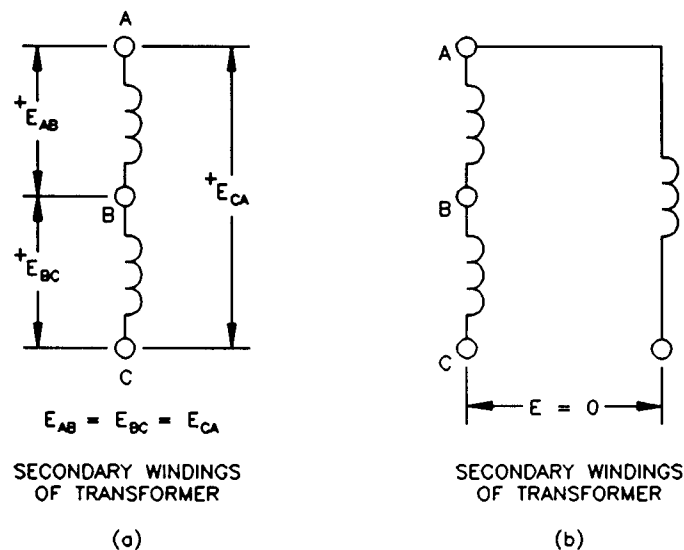 A
+E_AB
B
+E_CA
+E_BC
C
E_AB = E_BC = E_CA
SECONDARY WINDINGS
OF TRANSFORMER
(a)
A
B
C
E = 0
SECONDARY WINDINGS
OF TRANSFORMER
(b)